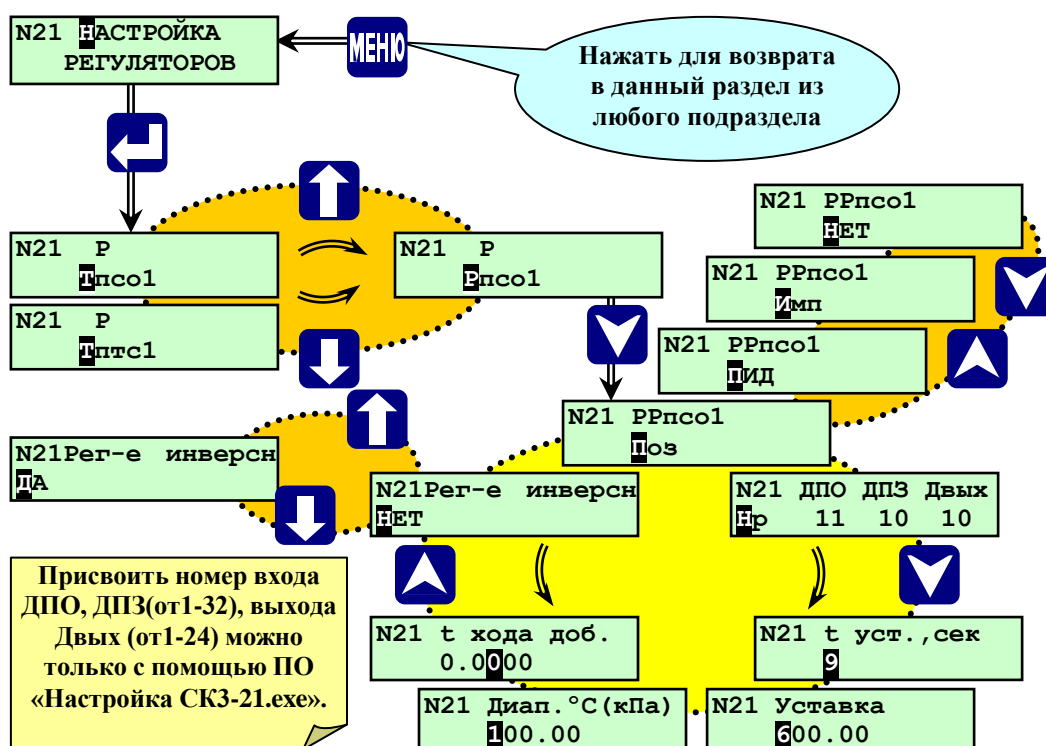 N21 НАСТРОЙКА
РЕГУЛЯТОРОВ
МЕНЮ
Нажать для возврата
в данный раздел из
любого подраздела
N21 Р
Тпсо1
N21 Р
Тптс1
N21 Р
Рпсо1
N21 РРпсо1
НЕТ
N21 РРпсо1
Имп
N21 РРпсо1
ПИД
N21 РРпсо1
Поз
N21Рег-е инверсн
ДА
N21Рег-е инверсн
НЕТ
N21 ДПО ДПЗ Двых
Нр 11 10 10
Присвоить номер входа
ДПО, ДПЗ(от1-32), выхода
Двых (от1-24) можно
только с помощью ПО
«Настройка СК3-21.exe».
N21 t хода доб.
0.0000
N21 t уст.,сек
9
N21 Диап.°С(кПа)
100.00
N21 Уставка
600.00